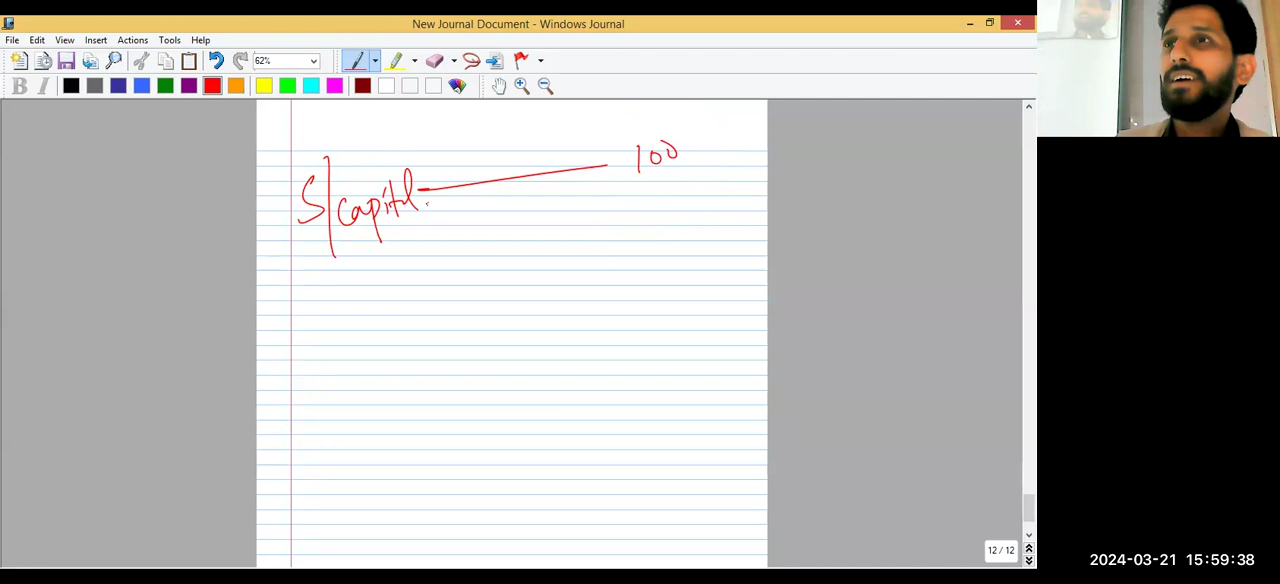 New Journal Document - Windows Journal
File Edit View Insert Actions Tools Help
62%
B I
S/capital 100
12 / 12
2024-03-21 15:59:38